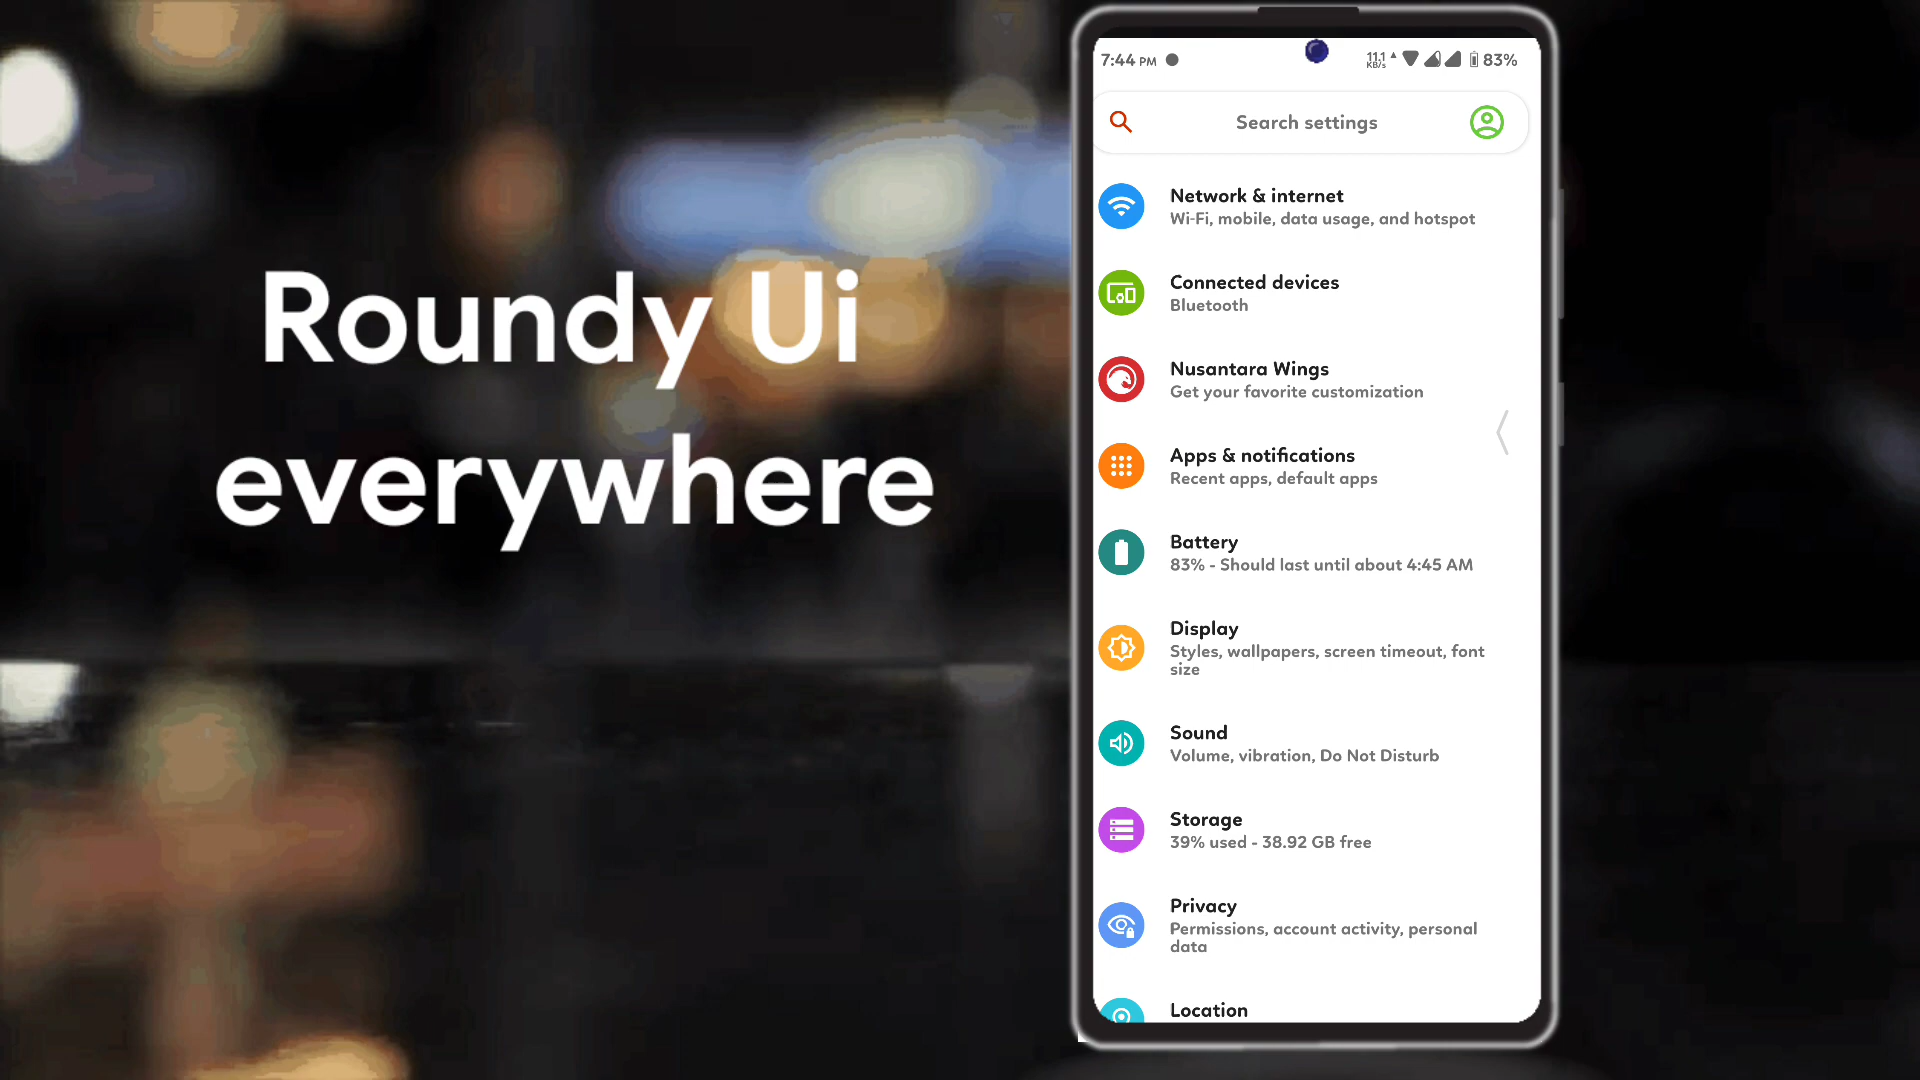 Roundy Ui
everywhere
7:44 PM
11.1
KB/s
83%
Search settings
Network & internet
Wi-Fi, mobile, data usage, and hotspot
Connected devices
Bluetooth
Nusantara Wings
Get your favorite customization
Apps & notifications
Recent apps, default apps
Battery
83% - Should last until about 4:45 AM
Display
Styles, wallpapers, screen timeout, font
size
Sound
Volume, vibration, Do Not Disturb
Storage
39% used - 38.92 GB free
Privacy
Permissions, account activity, personal
data
Location